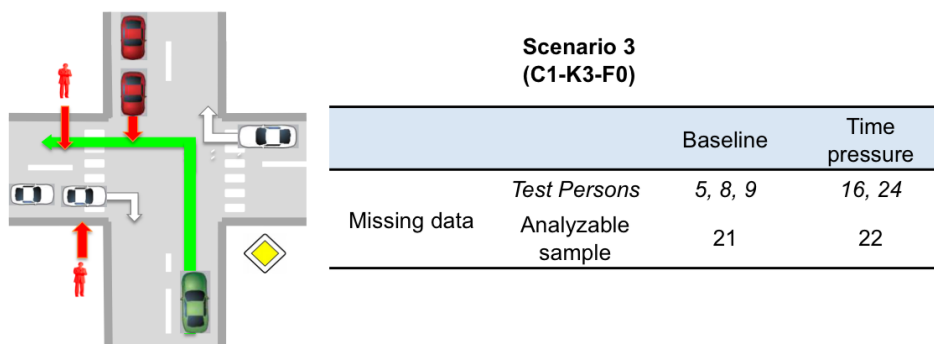 Scenario 3
(C1-K3-F0)
Baseline
Time
pressure
Missing data
Test Persons
5, 8, 9
16, 24
Analyzable
sample
21
22